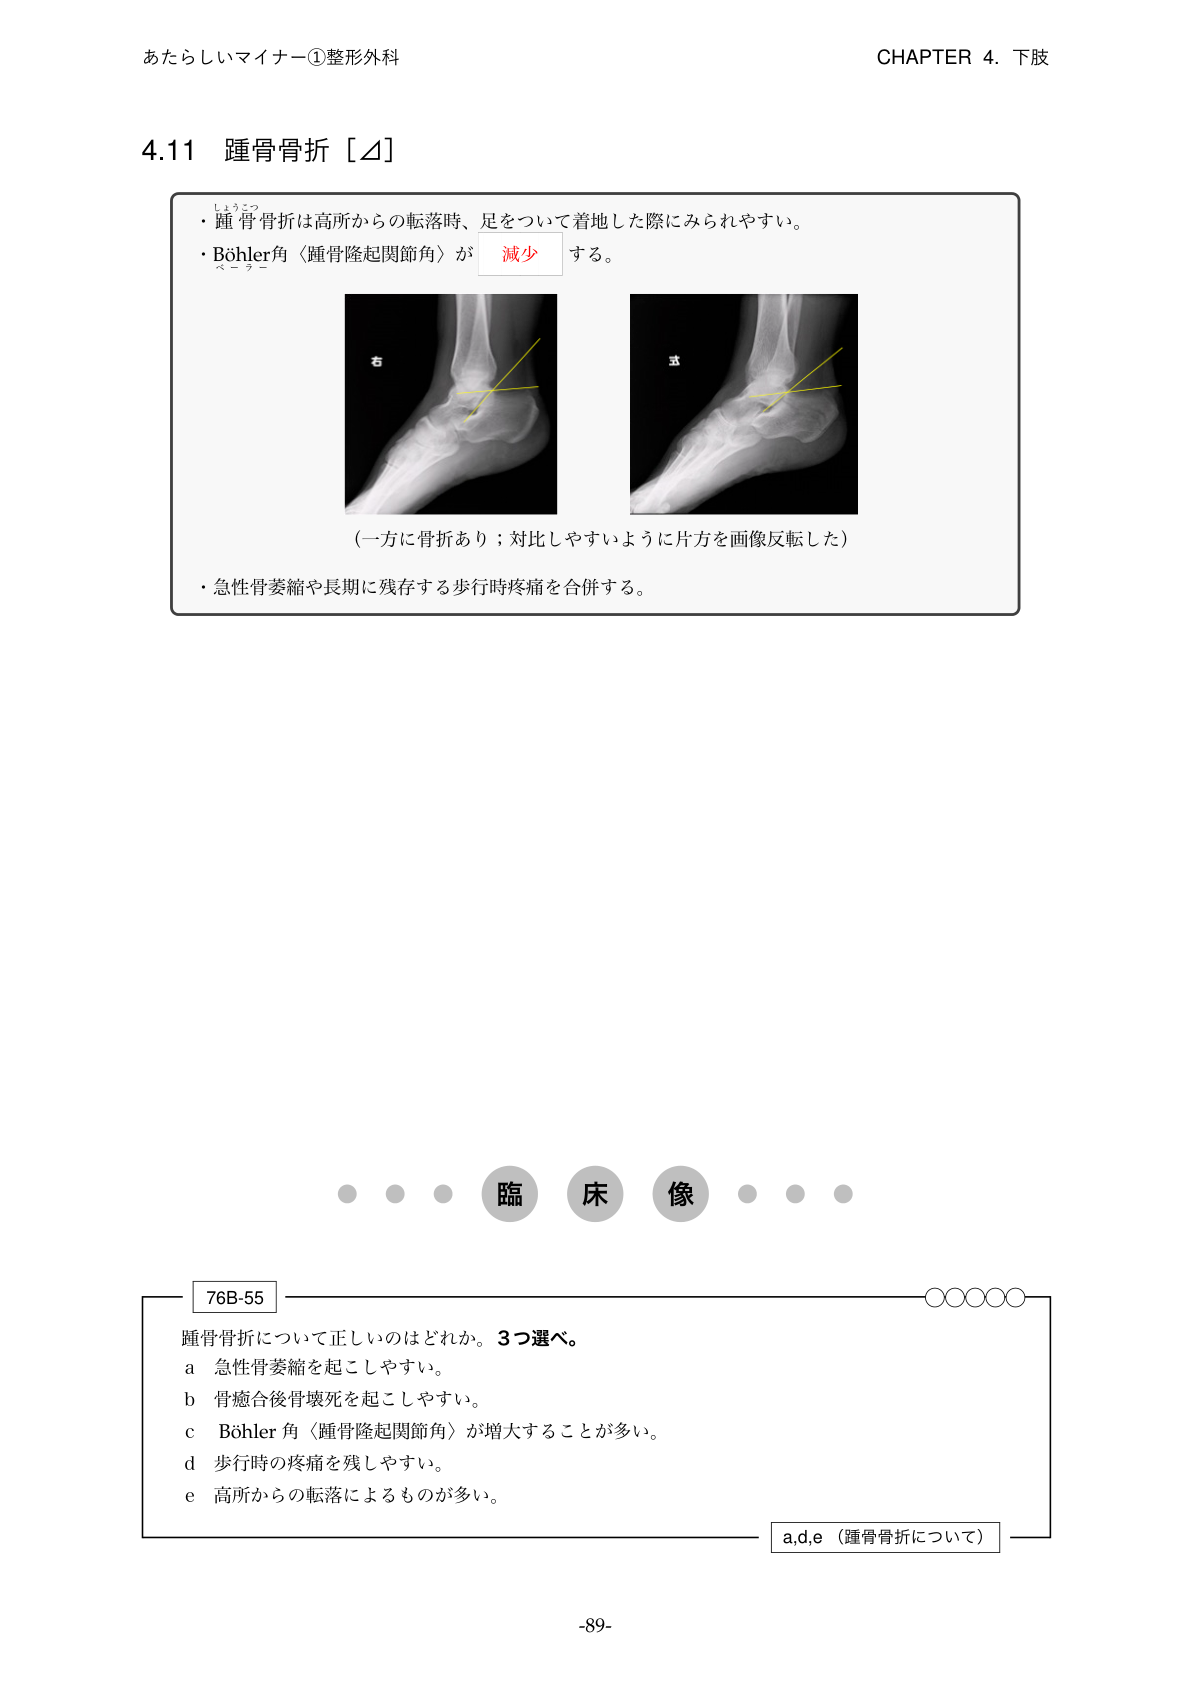 あたらしいマイナー①整形外科
CHAPTER 4. 下肢
4.11 踵骨骨折［⊿］
しょうこつ
・踵骨骨折は高所からの転落時、足をついて着地した際にみられやすい。
・Böhler角〈踵骨隆起関節角〉が 減少 する。
ベーラー
右
（一方に骨折あり；対比しやすいように片方を画像反転した）
・急性骨萎縮や長期に残存する歩行時疼痛を合併する。
臨床像
76B-55
踵骨骨折について正しいのはどれか。3つ選べ。
a 急性骨萎縮を起こしやすい。
b 骨癒合後骨壊死を起こしやすい。
c Böhler 角〈踵骨隆起関節角〉が増大することが多い。
d 歩行時の疼痛を残しやすい。
e 高所からの転落によるものが多い。
a,d,e （踵骨骨折について）
-89-